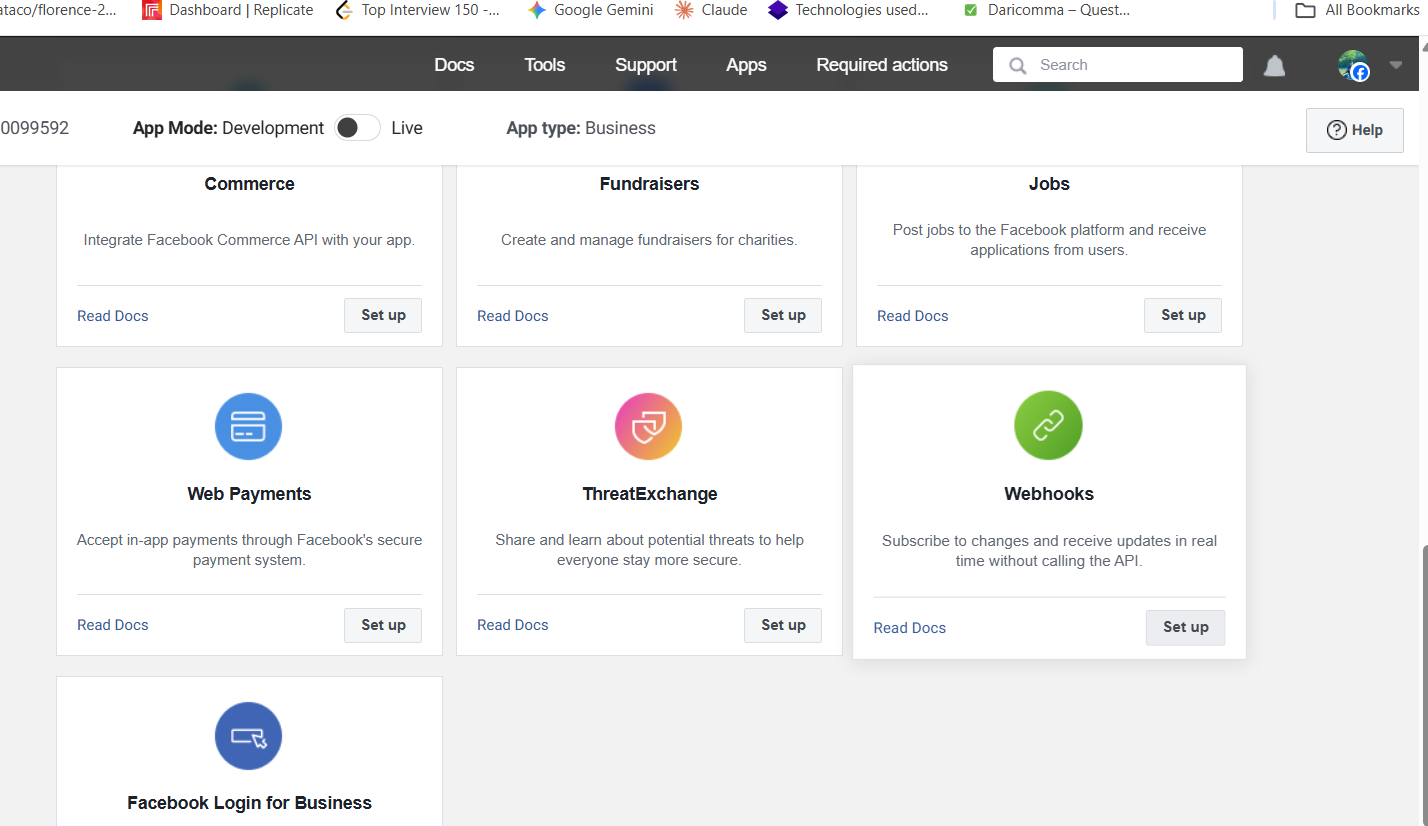 ataco/florence-2... Dashboard | Replicate Top Interview 150 -... Google Gemini Claude Technologies used... Daricomma – Quest... All Bookmarks
Docs Tools Support Apps Required actions Search
0099592 App Mode: Development Live App type: Business Help
Commerce
Integrate Facebook Commerce API with your app.
Read Docs Set up
Fundraisers
Create and manage fundraisers for charities.
Read Docs Set up
Jobs
Post jobs to the Facebook platform and receive
applications from users.
Read Docs Set up
Web Payments
Accept in-app payments through Facebook's secure
payment system.
Read Docs Set up
ThreatExchange
Share and learn about potential threats to help
everyone stay more secure.
Read Docs Set up
Webhooks
Subscribe to changes and receive updates in real
time without calling the API.
Read Docs Set up
Facebook Login for Business